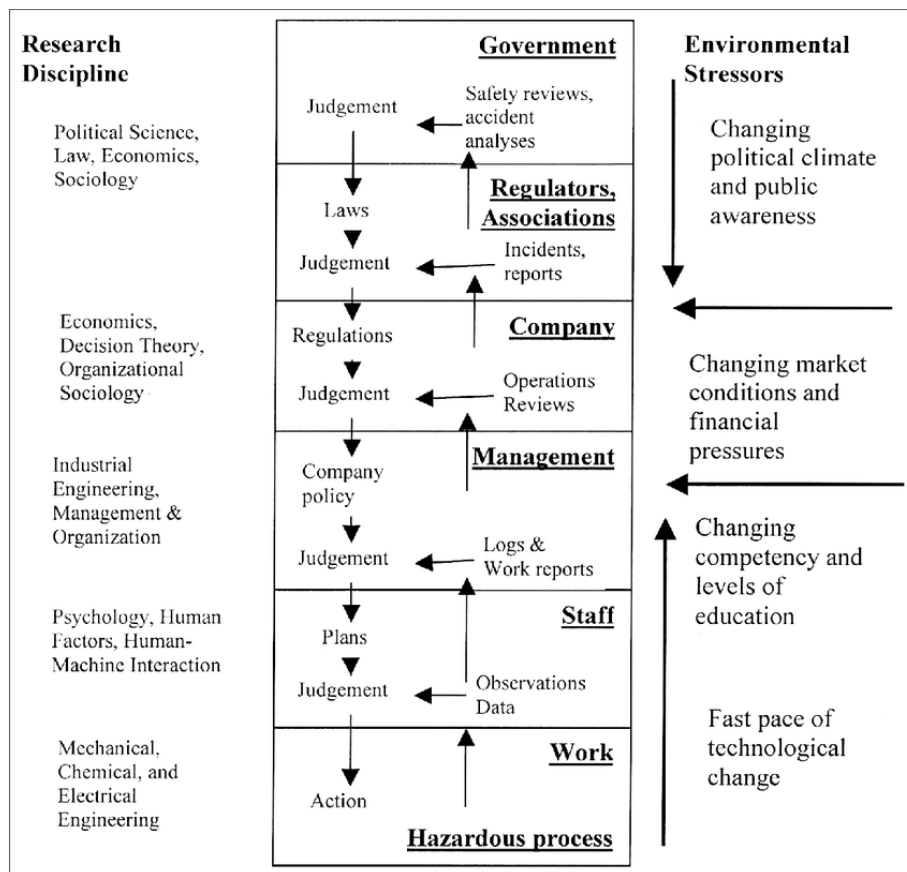 Research
Discipline
Political Science,
Law, Economics,
Sociology
Economics,
Decision Theory,
Organizational
Sociology
Industrial
Engineering,
Management &
Organization
Psychology, Human
Factors, Human-
Machine Interaction
Mechanical,
Chemical, and
Electrical
Engineering
Government
Judgement
Safety reviews,
accident
analyses
Regulators,
Associations
Laws
Judgement
Incidents,
reports
Company
Regulations
Judgement
Operations
Reviews
Management
Company
policy
Judgement
Logs &
Work reports
Staff
Plans
Judgement
Observations
Data
Work
Action
Hazardous process
Environmental
Stressors
Changing
political climate
and public
awareness
Changing market
conditions and
financial
pressures
Changing
competency and
levels of
education
Fast pace of
technological
change